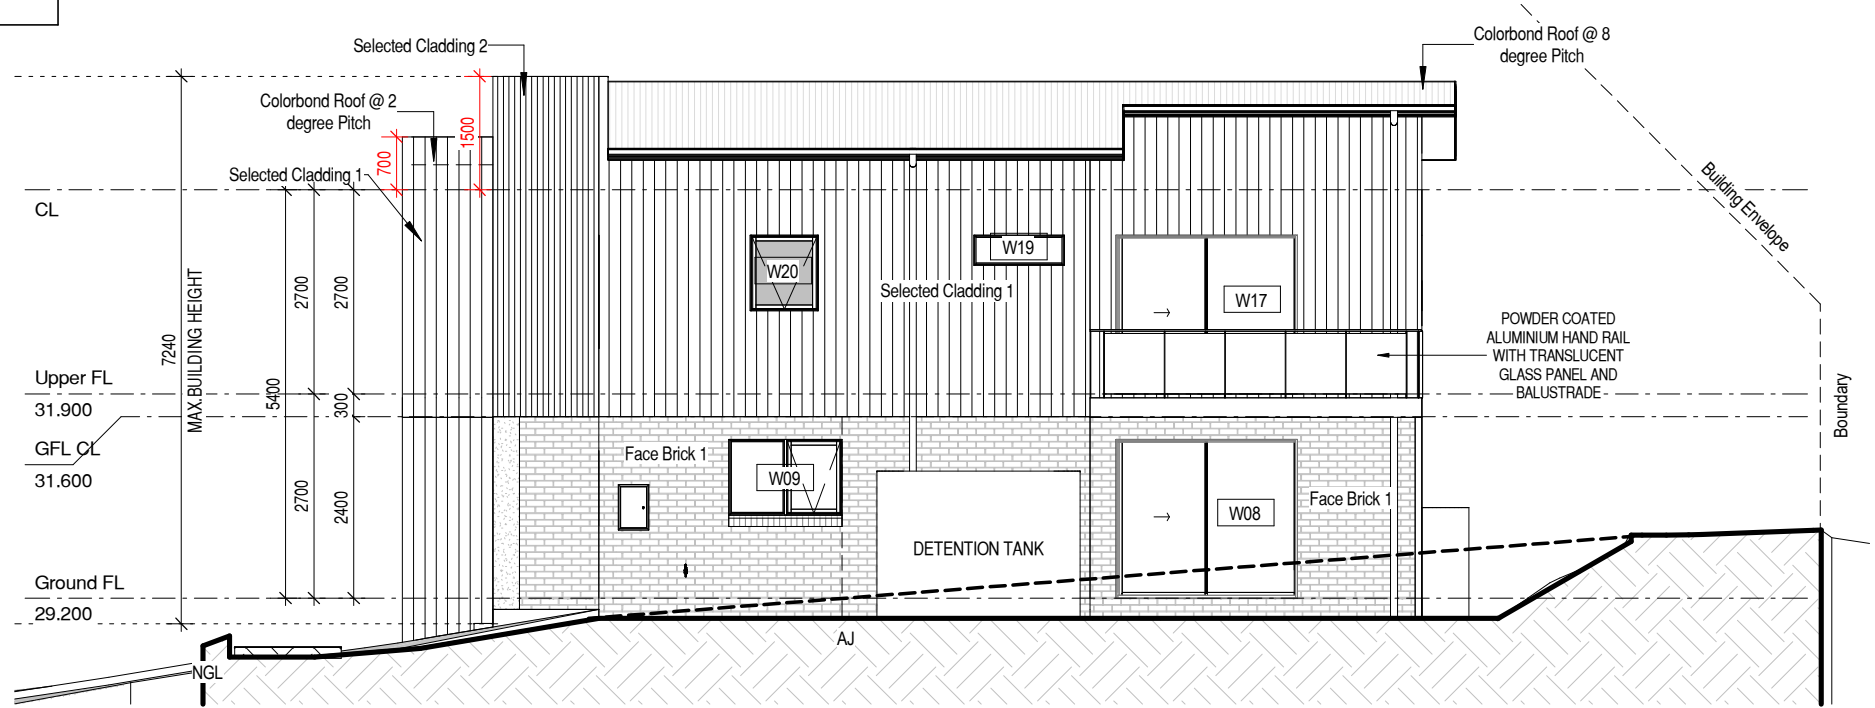 Selected Cladding 2
Colorbond Roof @ 8
degree Pitch
Colorbond Roof @ 2
degree Pitch
1500
700
Selected Cladding 1
Building Envelope
CL
W19
W20
Selected Cladding 1
W17
2700
2700
7240
MAX. BUILDING HEIGHT
POWDER COATED
ALUMINIUM HAND RAIL
WITH TRANSLUCENT
GLASS PANEL AND
BALUSTRADE
Upper FL
31.900
5400
300
Boundary
GFL CL
31.600
Face Brick 1
W09
2700
2400
Face Brick 1
W08
DETENTION TANK
Ground FL
29.200
AJ
NGL